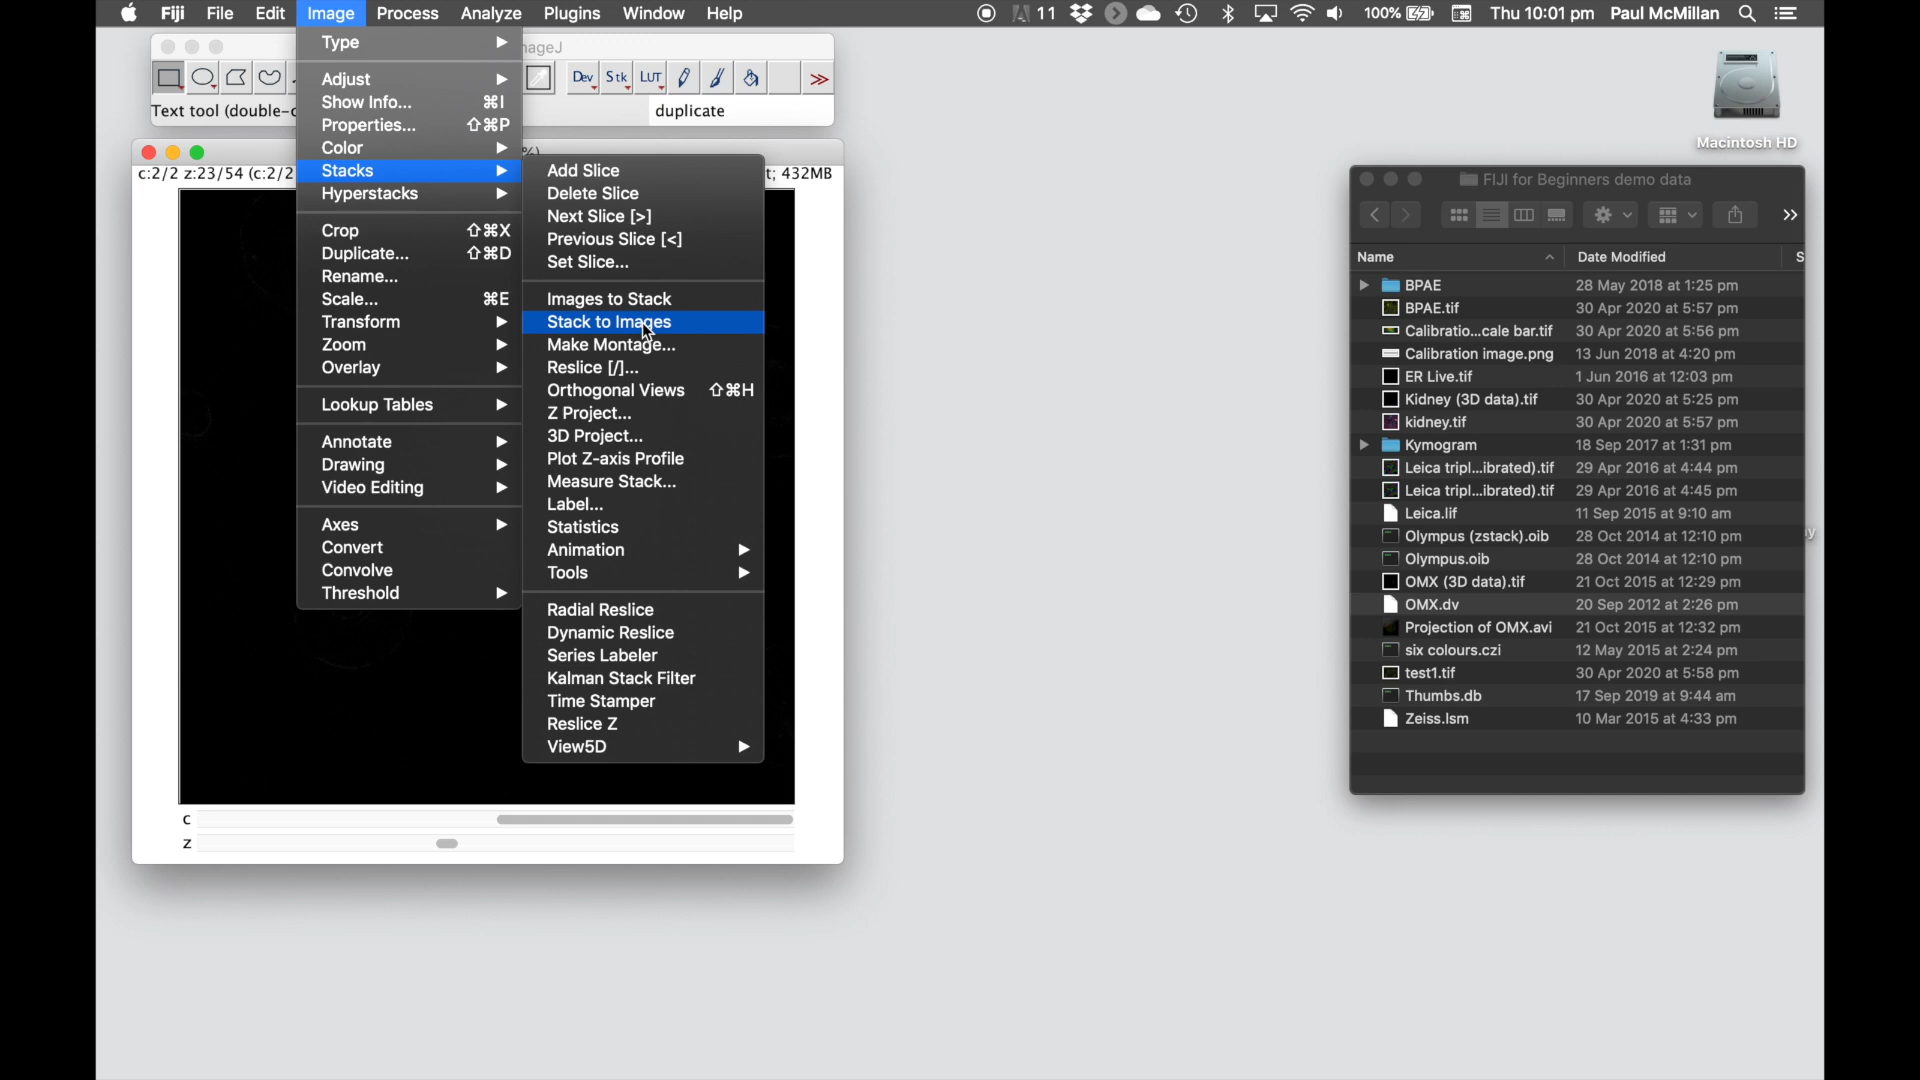 Fiji File Edit Image Process Analyze Plugins Window Help 11 100% Thu 10:01 pm Paul McMillan
ageJ
Dev Stk LUT
Text tool (double-c duplicate
%)
c:2/2 z:23/54 (c:2/2 t; 432MB
c
z
Type
Adjust
Show Info... ⌘I
Properties... ⇧⌘P
Color
Stacks
Hyperstacks
Crop ⇧⌘X
Duplicate... ⇧⌘D
Rename...
Scale... ⌘E
Transform
Zoom
Overlay
Lookup Tables
Annotate
Drawing
Video Editing
Axes
Convert
Convolve
Threshold
Add Slice
Delete Slice
Next Slice [>]
Previous Slice [<]
Set Slice...
Images to Stack
Stack to Images
Make Montage...
Reslice [/]...
Orthogonal Views ⇧⌘H
Z Project...
3D Project...
Plot Z-axis Profile
Measure Stack...
Label...
Statistics
Animation
Tools
Radial Reslice
Dynamic Reslice
Series Labeler
Kalman Stack Filter
Time Stamper
Reslice Z
View5D
Macintosh HD
FIJI for Beginners demo data
Name Date Modified S
BPAE 28 May 2018 at 1:25 pm
BPAE.tif 30 Apr 2020 at 5:57 pm
Calibratio...cale bar.tif 30 Apr 2020 at 5:56 pm
Calibration image.png 13 Jun 2018 at 4:20 pm
ER Live.tif 1 Jun 2016 at 12:03 pm
Kidney (3D data).tif 30 Apr 2020 at 5:25 pm
kidney.tif 30 Apr 2020 at 5:57 pm
Kymogram 18 Sep 2017 at 1:31 pm
Leica tripl...ibrated).tif 29 Apr 2016 at 4:44 pm
Leica tripl...ibrated).tif 29 Apr 2016 at 4:45 pm
Leica.lif 11 Sep 2015 at 9:10 am
Olympus (zstack).oib 28 Oct 2014 at 12:10 pm
Olympus.oib 28 Oct 2014 at 12:10 pm
OMX (3D data).tif 21 Oct 2015 at 12:29 pm
OMX.dv 20 Sep 2012 at 2:26 pm
Projection of OMX.avi 21 Oct 2015 at 12:32 pm
six colours.czi 12 May 2015 at 2:24 pm
test1.tif 30 Apr 2020 at 5:58 pm
Thumbs.db 17 Sep 2019 at 9:44 am
Zeiss.lsm 10 Mar 2015 at 4:33 pm
y